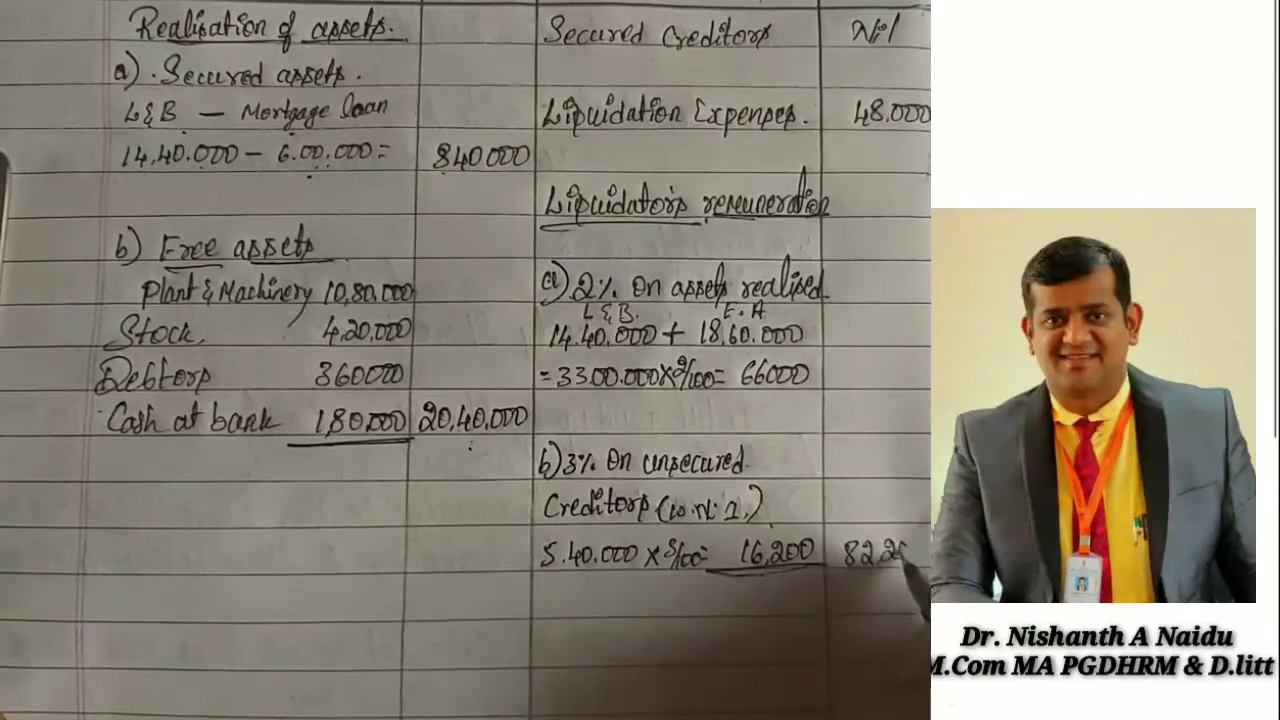 Realisation of assets.
a). Secured assets.
L&B — Mortgage loan
14,40.000 – 6.00.000 = 840000
b) Free assets
Plant & Machinery 10,80.000
Stock 4,20.000
Debtors 360000
Cash at bank 1,80.000 20,40.000
Secured Creditors Nil
Liquidation Expenses. 48.000
Liquidator's remuneration
a) 2% On assets realised.
L&B. F.A
14.40.000 + 18,60.000
= 33.00.000 x 2/100 = 66000
b) 3% On unsecured
Creditors (w.n: 1.)
5.40.000 x 3/100 = 16,200
Dr. Nishanth A Naidu
M.Com MA PGDHRM & D.litt